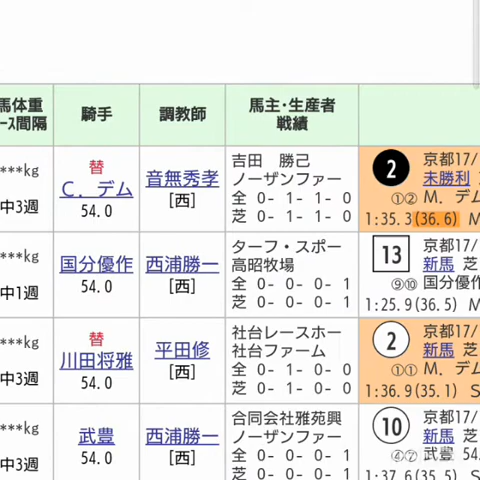 馬体重
ース間隔
騎手
調教師
馬主・生産者
戦績
***kg
中3週
替
C.デム
54.0
音無秀孝
[西]
吉田 勝己
ノーザンファー
全 0- 1- 1- 0
芝 0- 1- 1- 0
2
京都17/
未勝利
①② M.デム
1:35.3(36.6) M
***kg
中1週
国分優作
54.0
西浦勝一
[西]
ターフ・スポー
高昭牧場
全 0- 0- 0- 1
芝 0- 0- 0- 1
13
京都17/
新馬 芝
⑨⑩ 国分優作
1:25.9(36.5) M
***kg
中3週
替
川田将雅
54.0
平田修
[西]
社台レースホー
社台ファーム
全 0- 1- 0- 0
芝 0- 1- 0- 0
2
京都17/
新馬 芝
①① M.デム
1:36.9(35.1) S
***kg
中3週
武豊
54.0
西浦勝一
[西]
合同会社雅苑興
ノーザンファー
全 0- 0- 0- 1
芝 0- 0- 0- 1
10
京都17/
新馬 芝
④⑦ 武豊 54.
1:37.6(35.5) S